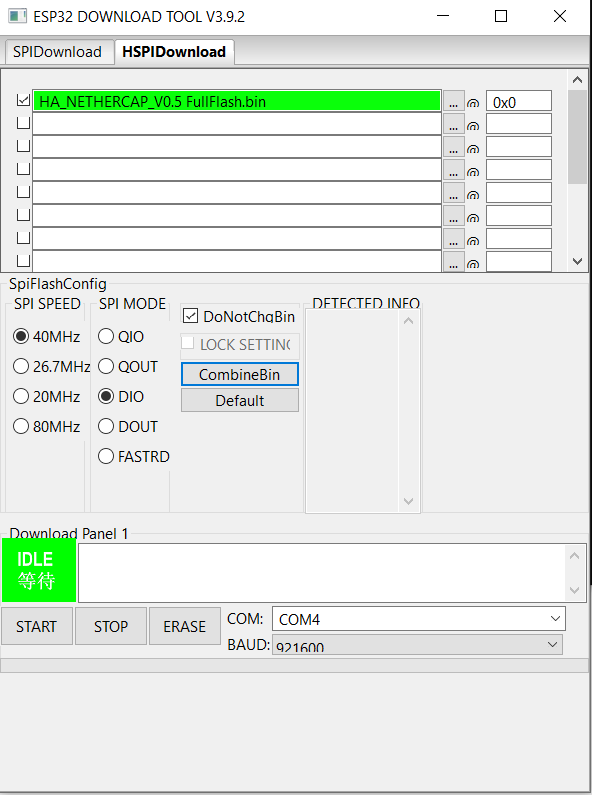 ESP32 DOWNLOAD TOOL V3.9.2
SPIDownload HSPIDownload
HA_NETHERCAP_V0.5 FullFlash.bin ... @ 0x0
... @
... @
... @
... @
... @
... @
... @
SpiFlashConfig
SPI SPEED SPI MODE DETECTED INFO
DoNotChgBin
40MHz QIO
LOCK SETTING
26.7MHz QOUT
CombineBin
20MHz DIO
Default
80MHz DOUT
FASTRD
Download Panel 1
IDLE
等待
START STOP ERASE COM: COM4
BAUD: 921600